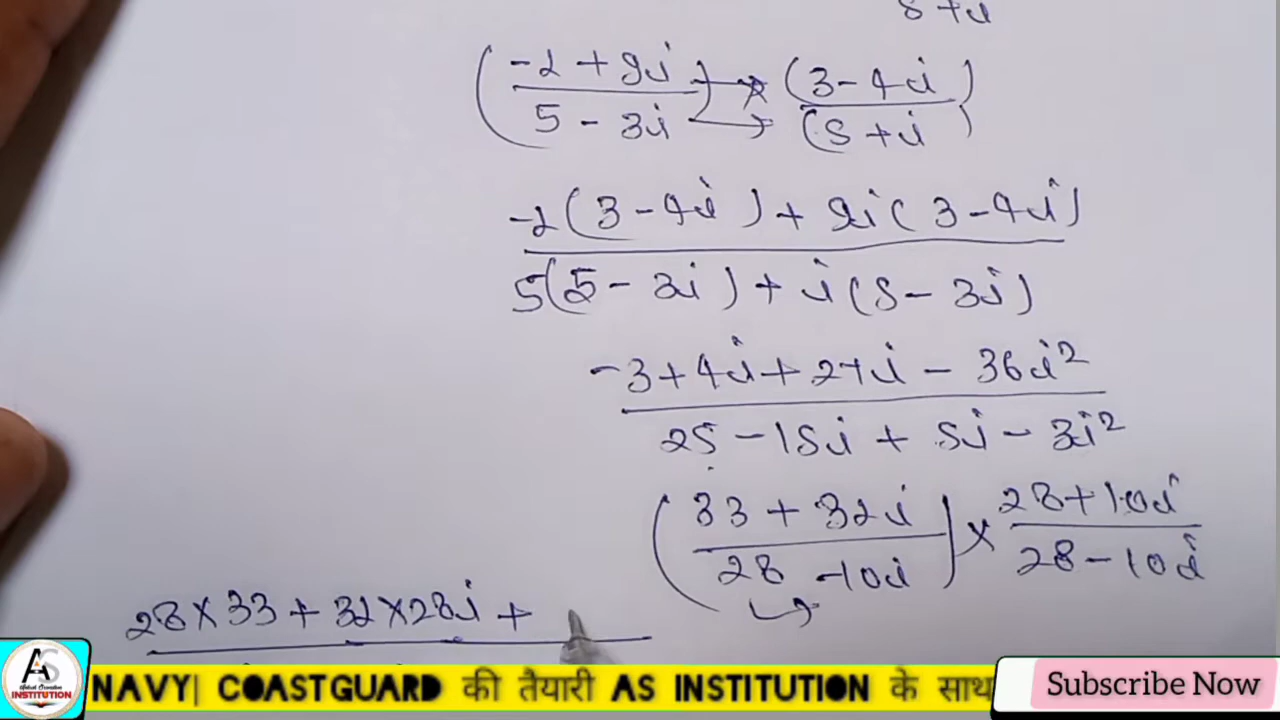 8 + i
(-2 + 9i / 5 - 3i) × (3 - 4i) / (5 + i)
-2(3 - 4i) + 9i(3 - 4i)
5(5 - 3i) + i(5 - 3i)
-3 + 4i + 27i - 36i²
25 - 15i + 5i - 3i²
(33 + 32i / 28 - 10i) × 28 + 10i / 28 - 10i
28 × 33 + 32 × 28i +
AS
INSTITUTION
NAVY| COASTGUARD की तैयारी AS INSTITUTION के साथ
Subscribe Now